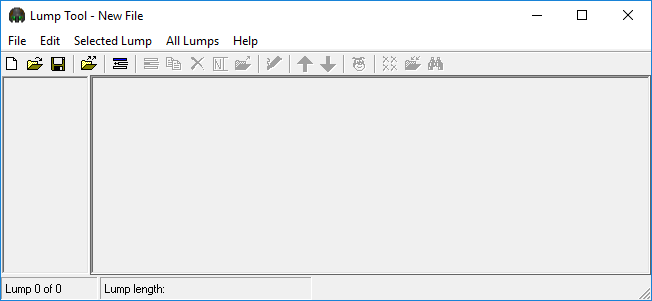 Lump Tool - New File
File Edit Selected Lump All Lumps Help
Lump 0 of 0 Lump length: